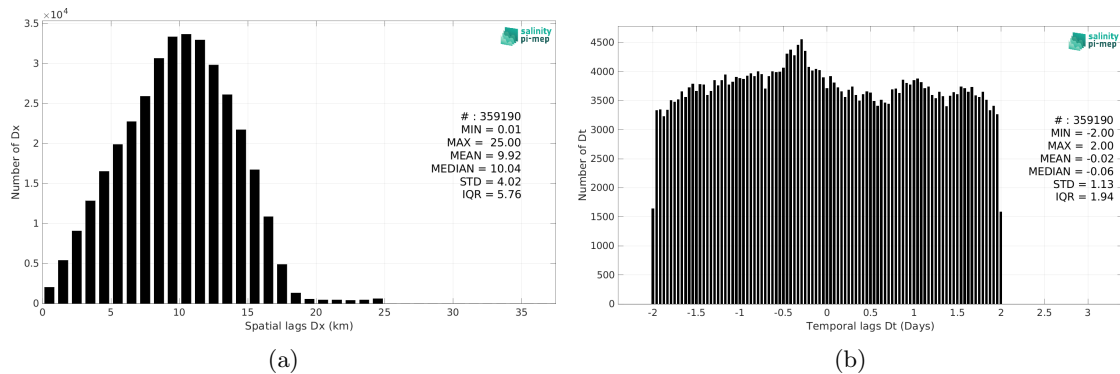 ×10^4
3.5
3
2.5
2
1.5
1
0.5
0
0 5 10 15 20 25 30 35
Number of Dx
Spatial lags Dx (km)
salinity
pi-mep
# : 359190
MIN = 0.01
MAX = 25.00
MEAN = 9.92
MEDIAN = 10.04
STD = 4.02
IQR = 5.76
(a)
4500
4000
3500
3000
2500
2000
1500
1000
500
0
-2 -1.5 -1 -0.5 0 0.5 1 1.5 2 2.5 3
Number of Dt
Temporal lags Dt (Days)
salinity
pi-mep
# : 359190
MIN = -2.00
MAX = 2.00
MEAN = -0.02
MEDIAN = -0.06
STD = 1.13
IQR = 1.94
(b)